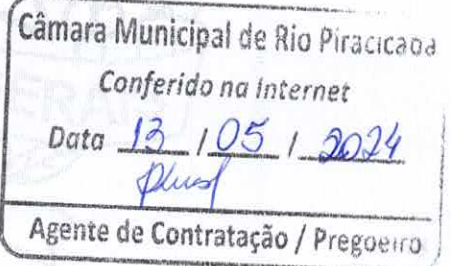 Câmara Municipal de Rio Piracicaba
Conferido na Internet
Data 13 / 05 / 2024
Agente de Contratação / Pregoeiro